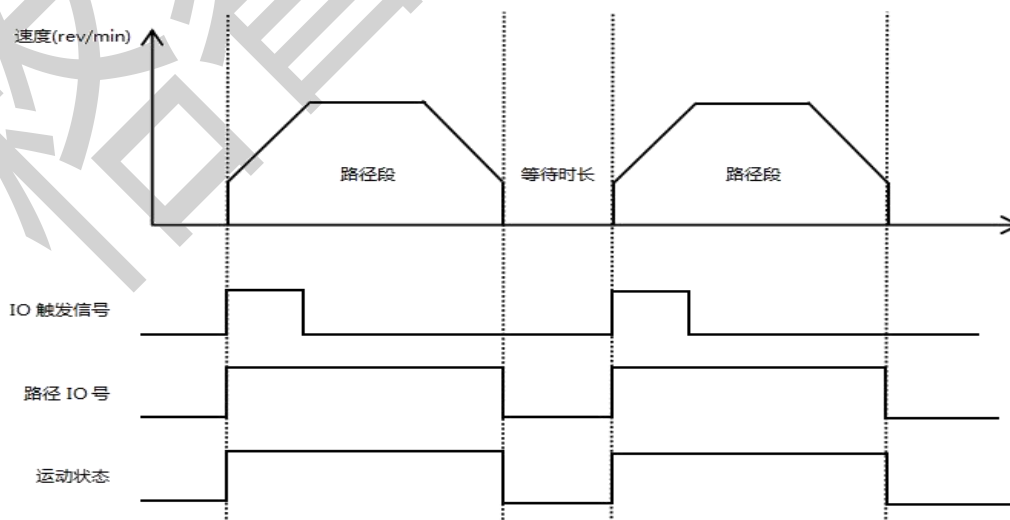 速度(rev/min)
路径段
等待时长
路径段
IO 触发信号
路径 IO 号
运动状态